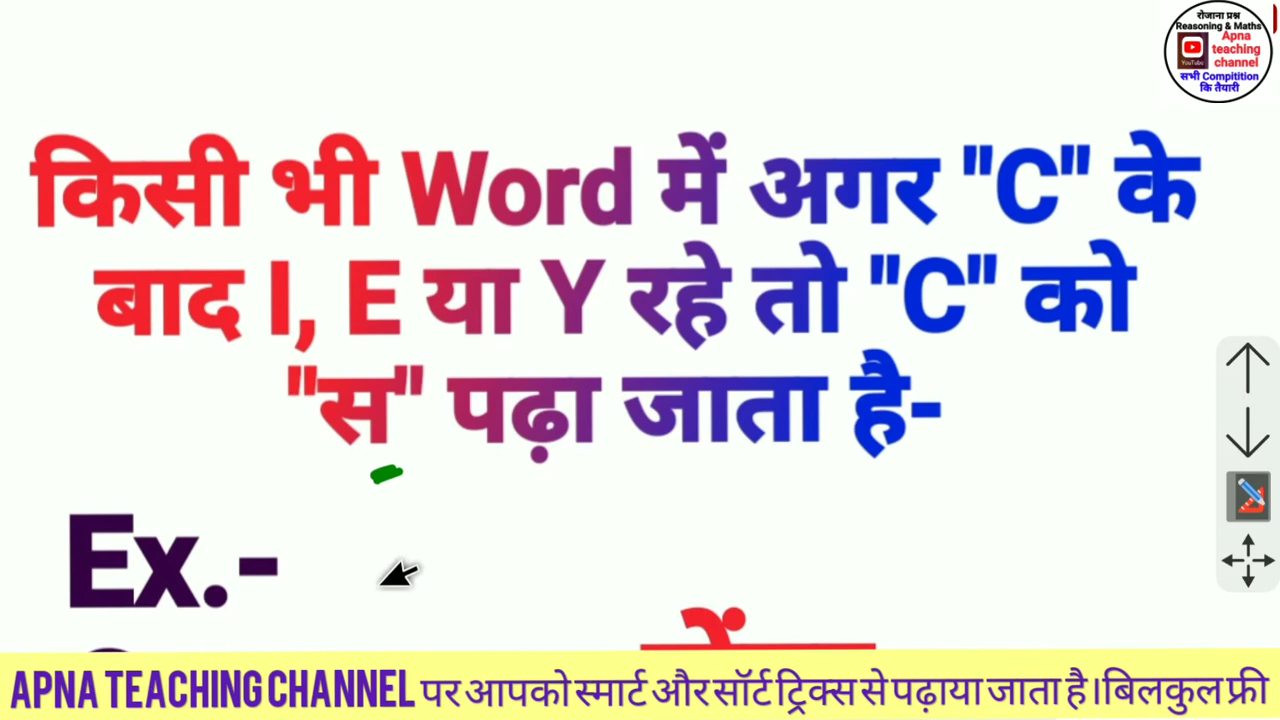 रोजाना प्रश्न
Reasoning & Maths
Apna
teaching
channel
YouTube
सभी Compitition
कि तैयारी
किसी भी Word में अगर "C" के
बाद I, E या Y रहे तो "C" को
"स" पढ़ा जाता है-
Ex.-
APNA TEACHING CHANNEL पर आपको स्मार्ट और सॉर्ट ट्रिक्स से पढ़ाया जाता है।बिलकुल फ्री